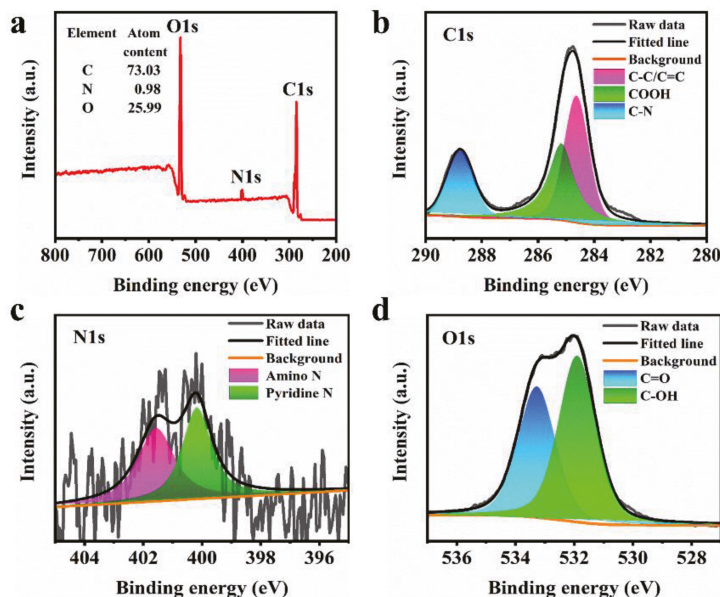 a
Element Atom content
C 73.03
N 0.98
O 25.99
O1s
N1s
C1s
Intensity (a.u.)
800 700 600 500 400 300 200
Binding energy (eV)
b
C1s
Raw data
Fitted line
Background
C-C/C=C
COOH
C-N
Intensity (a.u.)
290 288 286 284 282 280
Binding energy (eV)
c
N1s
Raw data
Fitted line
Background
Amino N
Pyridine N
Intensity (a.u.)
404 402 400 398 396
Binding energy (eV)
d
O1s
Raw data
Fitted line
Background
C=O
C-OH
Intensity (a.u.)
536 534 532 530 528
Binding energy (eV)